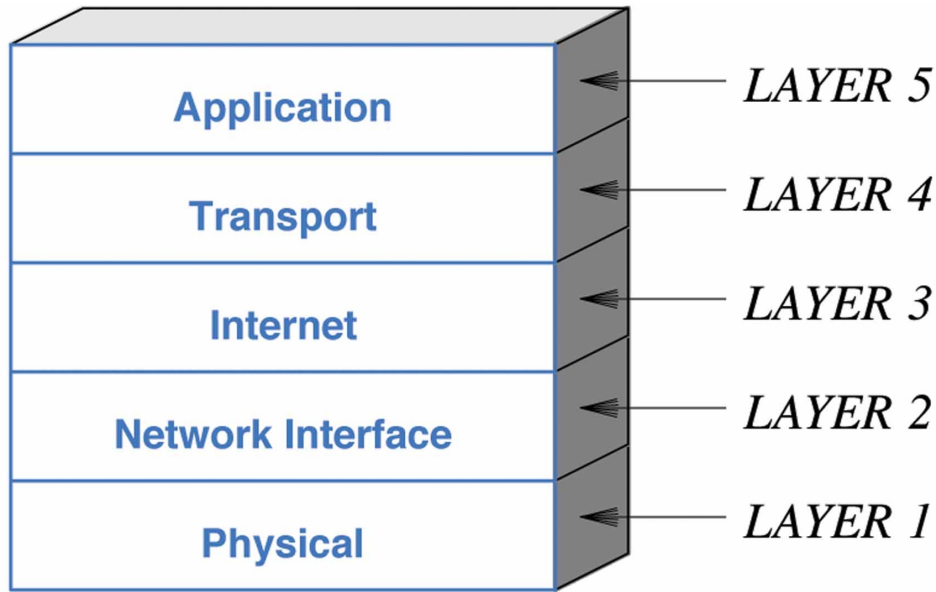 Application LAYER 5
Transport LAYER 4
Internet LAYER 3
Network Interface LAYER 2
Physical LAYER 1